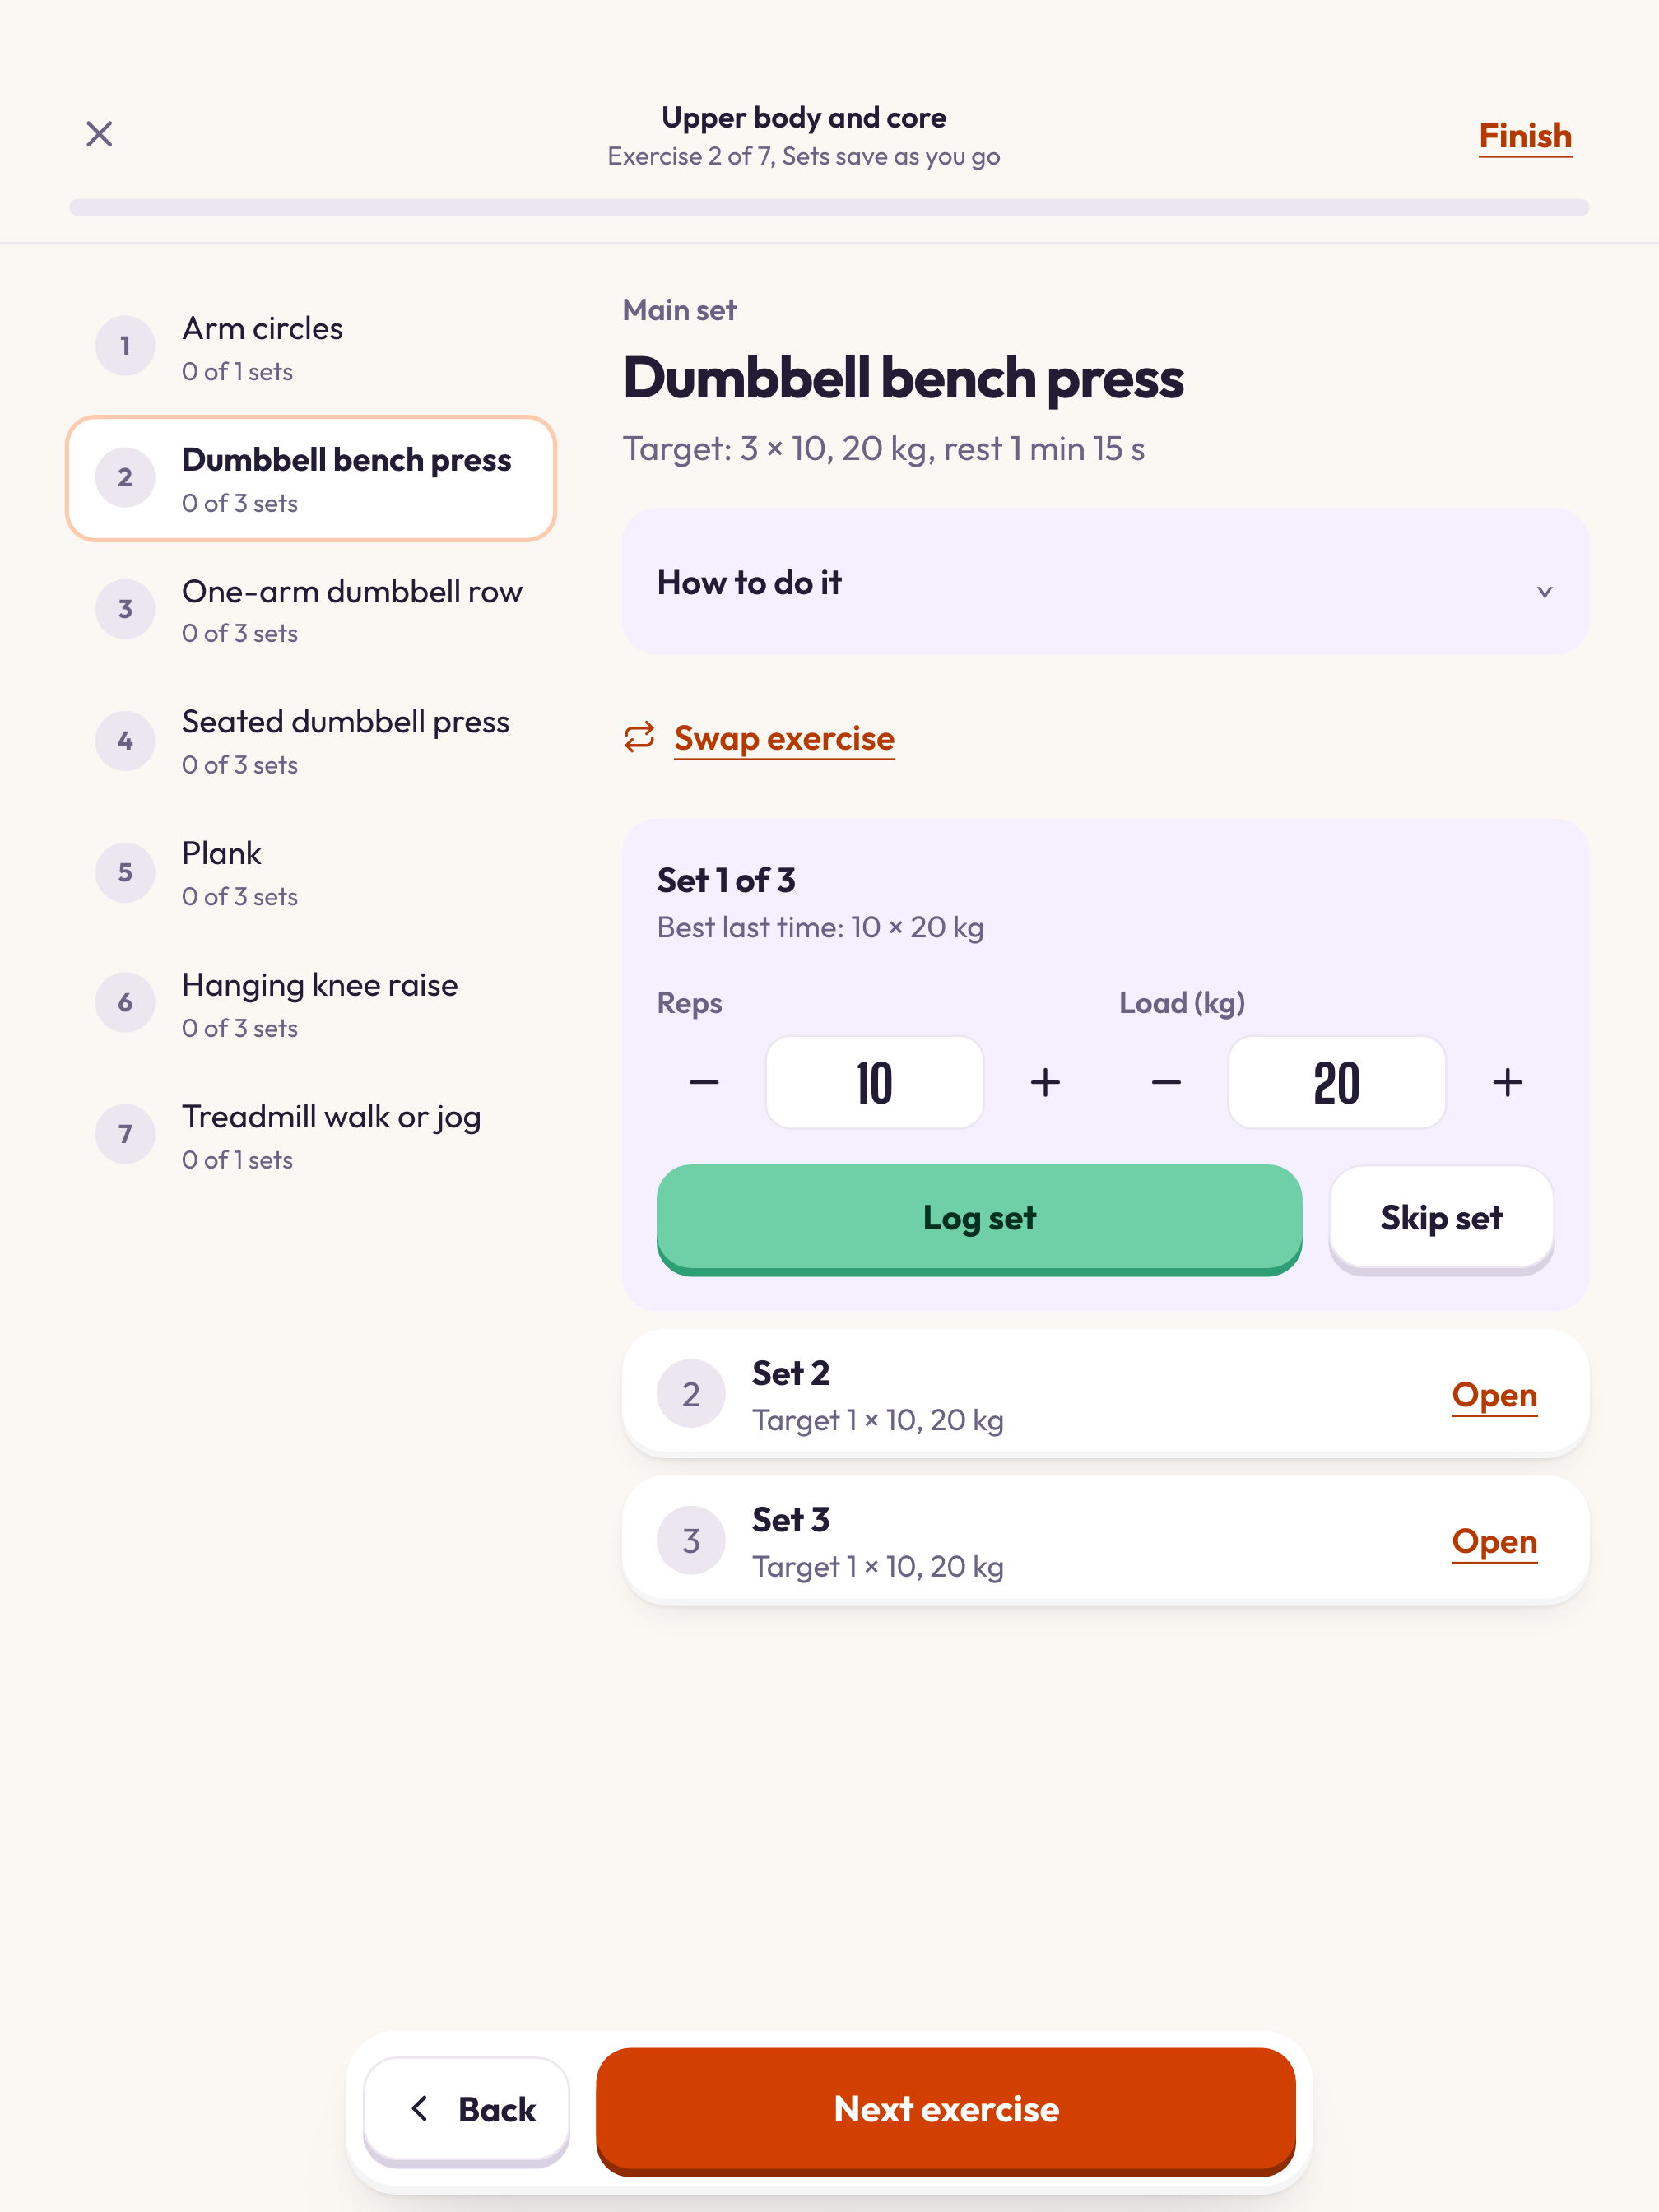 Upper body and core
Exercise 2 of 7, Sets save as you go
Finish
1
Arm circles
0 of 1 sets
2
Dumbbell bench press
0 of 3 sets
3
One-arm dumbbell row
0 of 3 sets
4
Seated dumbbell press
0 of 3 sets
5
Plank
0 of 3 sets
6
Hanging knee raise
0 of 3 sets
7
Treadmill walk or jog
0 of 1 sets
Main set
Dumbbell bench press
Target: 3 × 10, 20 kg, rest 1 min 15 s
How to do it
Swap exercise
Set 1 of 3
Best last time: 10 × 20 kg
Reps
Load (kg)
− 10 + − 20 +
Log set
Skip set
2
Set 2
Target 1 × 10, 20 kg
Open
3
Set 3
Target 1 × 10, 20 kg
Open
Back
Next exercise